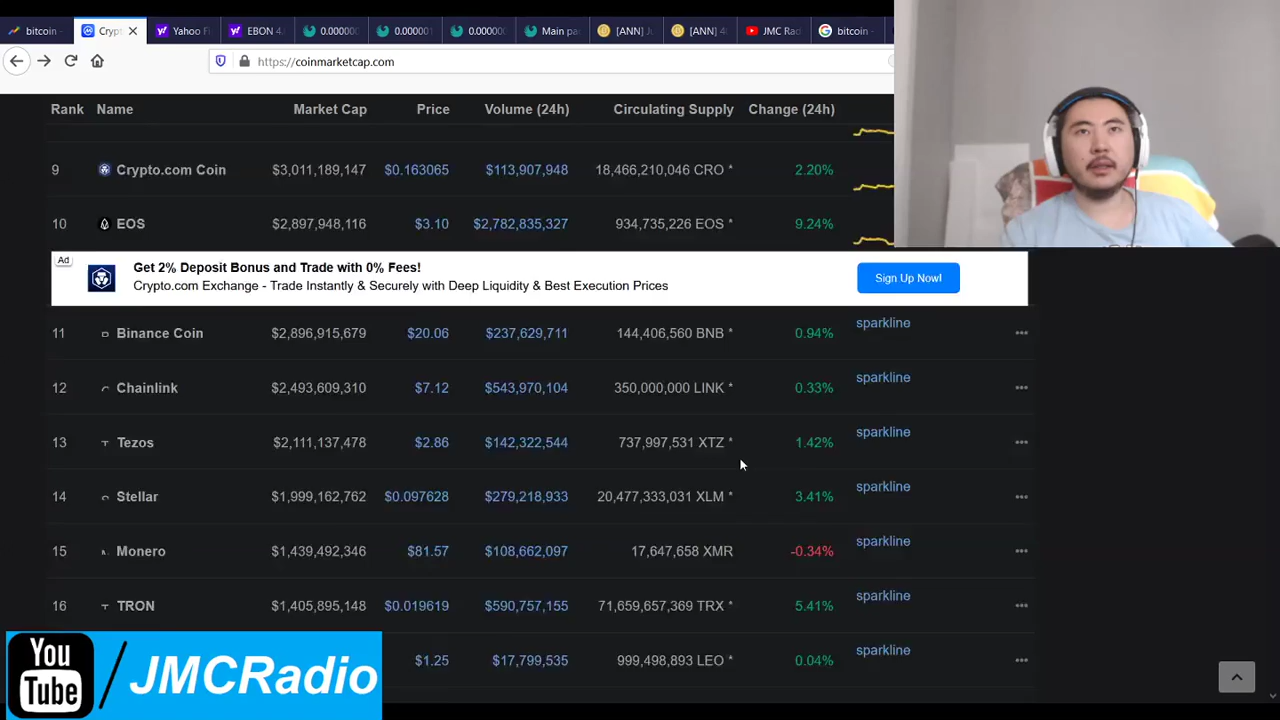 bitcoin -
Crypt
Yahoo Fi
EBON 4.
0.000000
0.000001
0.000000
Main pa
[ANN] Ju
[ANN] 4
JMC Rad
bitcoin -
https://coinmarketcap.com
Rank Name Market Cap Price Volume (24h) Circulating Supply Change (24h)
9 Crypto.com Coin $3,011,189,147 $0.163065 $113,907,948 18,466,210,046 CRO * 2.20%
10 EOS $2,897,948,116 $3.10 $2,782,835,327 934,735,226 EOS * 9.24%
Ad
Get 2% Deposit Bonus and Trade with 0% Fees!
Crypto.com Exchange - Trade Instantly & Securely with Deep Liquidity & Best Execution Prices
Sign Up Now!
11 Binance Coin $2,896,915,679 $20.06 $237,629,711 144,406,560 BNB * 0.94% sparkline
12 Chainlink $2,493,609,310 $7.12 $543,970,104 350,000,000 LINK * 0.33% sparkline
13 Tezos $2,111,137,478 $2.86 $142,322,544 737,997,531 XTZ * 1.42% sparkline
14 Stellar $1,999,162,762 $0.097628 $279,218,933 20,477,333,031 XLM * 3.41% sparkline
15 Monero $1,439,492,346 $81.57 $108,662,097 17,647,658 XMR -0.34% sparkline
16 TRON $1,405,895,148 $0.019619 $590,757,155 71,659,657,369 TRX * 5.41% sparkline
$1.25 $17,799,535 999,498,893 LEO * 0.04% sparkline
You
Tube
/JMCRadio